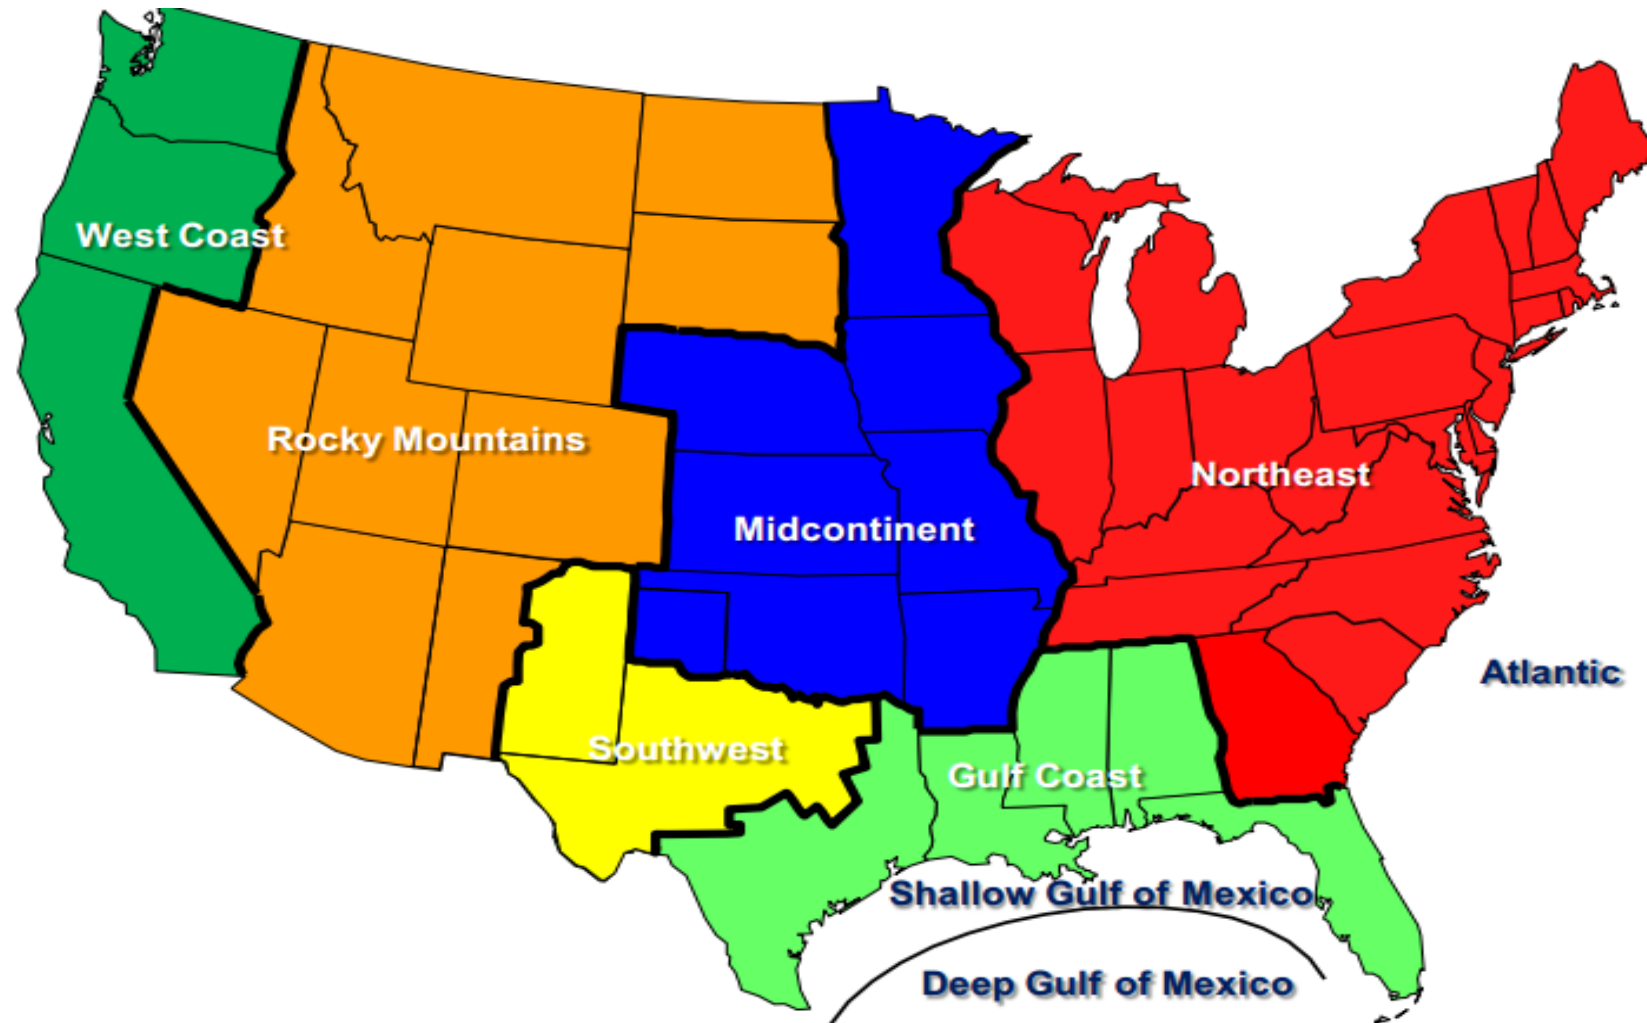 West Coast
Rocky Mountains
Northeast
Midcontinent
Atlantic
Southwest
Gulf Coast
Shallow Gulf of Mexico
Deep Gulf of Mexico